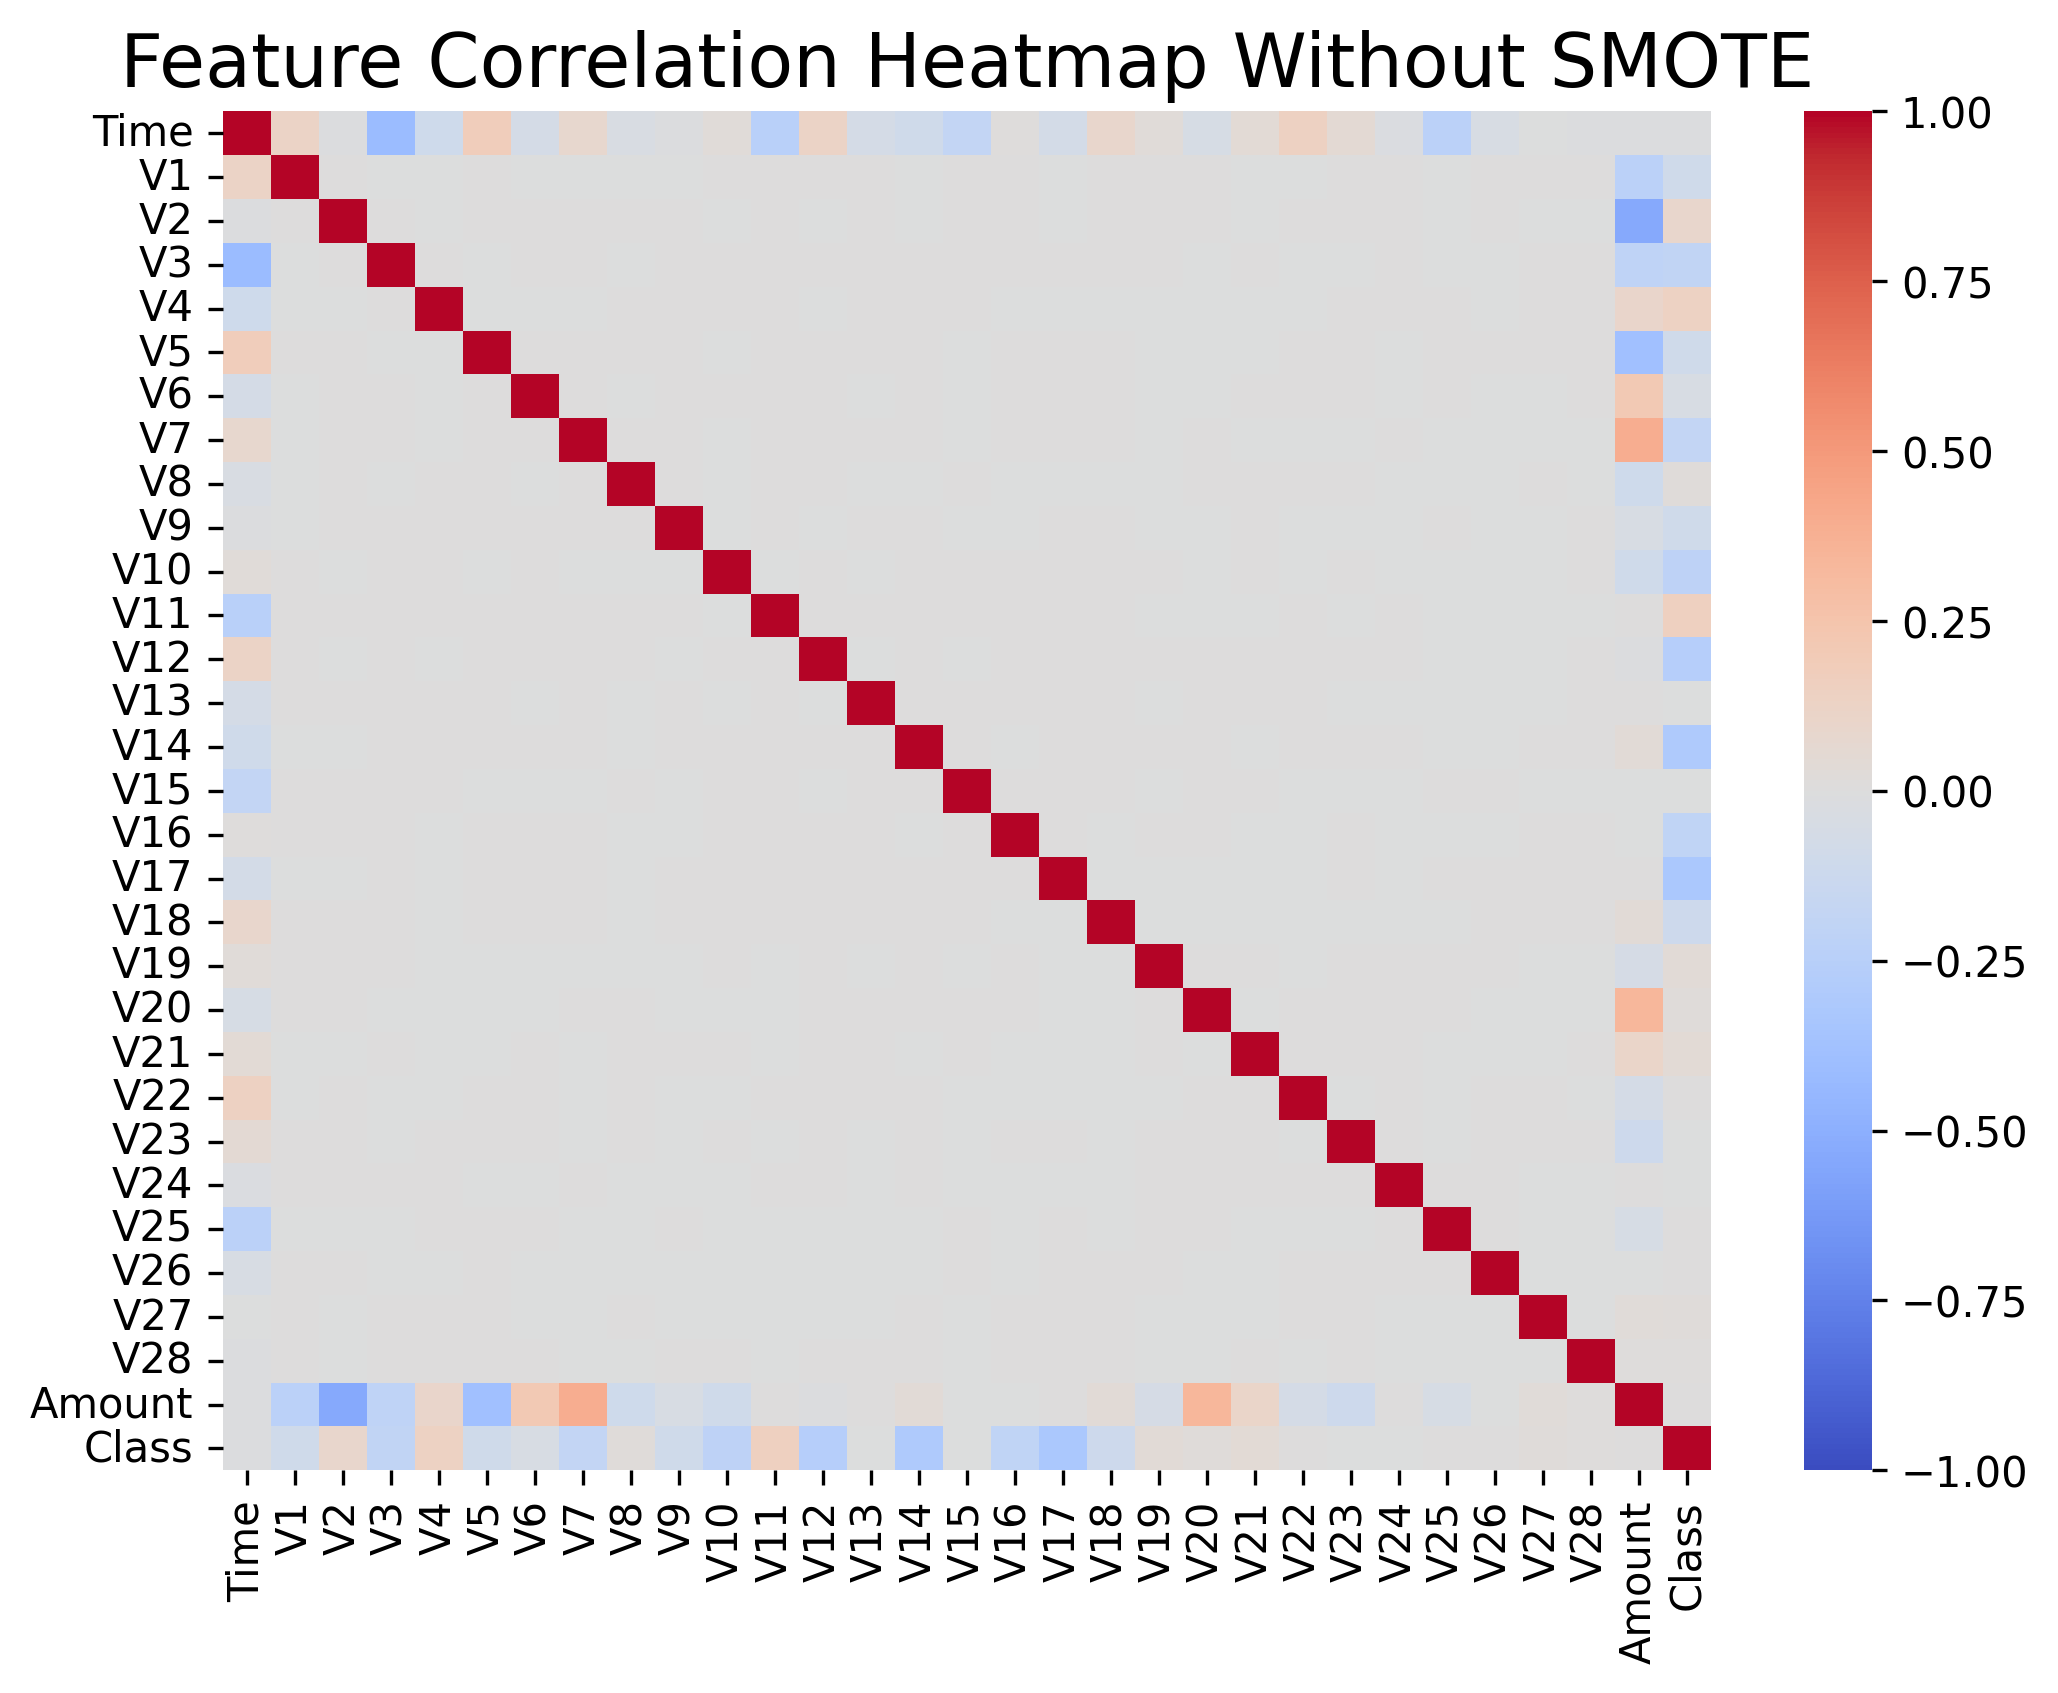 Feature Correlation Heatmap Without SMOTE
Time
V1
V2
V3
V4
V5
V6
V7
V8
V9
V10
V11
V12
V13
V14
V15
V16
V17
V18
V19
V20
V21
V22
V23
V24
V25
V26
V27
V28
Amount
Class
Time
V1
V2
V3
V4
V5
V6
V7
V8
V9
V10
V11
V12
V13
V14
V15
V16
V17
V18
V19
V20
V21
V22
V23
V24
V25
V26
V27
V28
Amount
Class
1.00
0.75
0.50
0.25
0.00
−0.25
−0.50
−0.75
−1.00